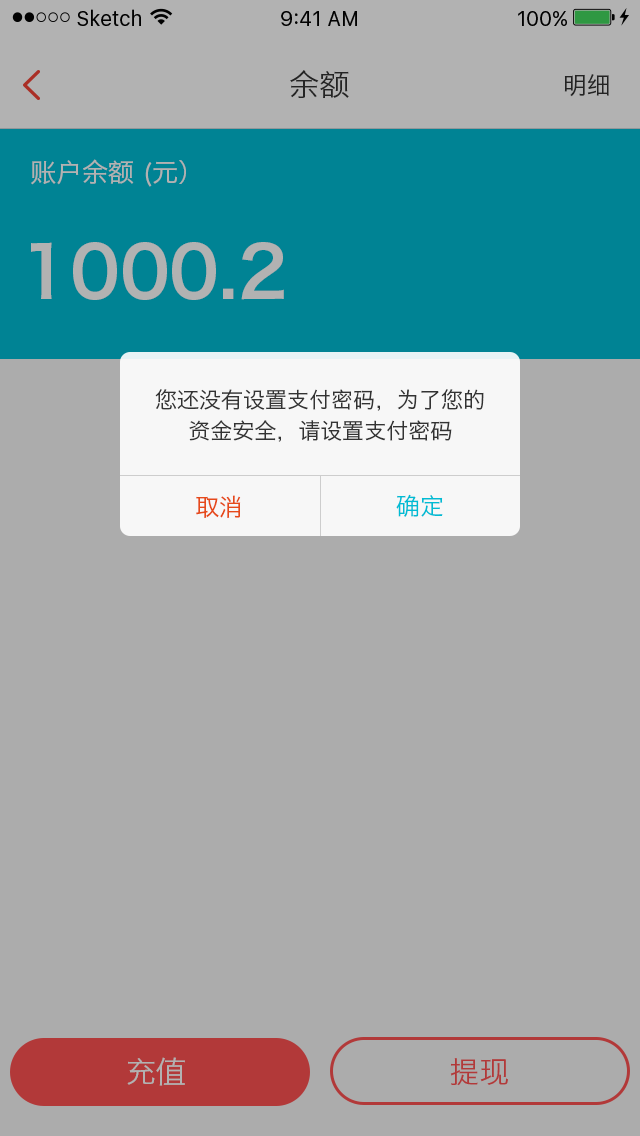 Sketch 9:41 AM 100%
余额 明细
账户余额 (元）
1000.2
您还没有设置支付密码，为了您的
资金安全，请设置支付密码
取消 确定
充值 提现